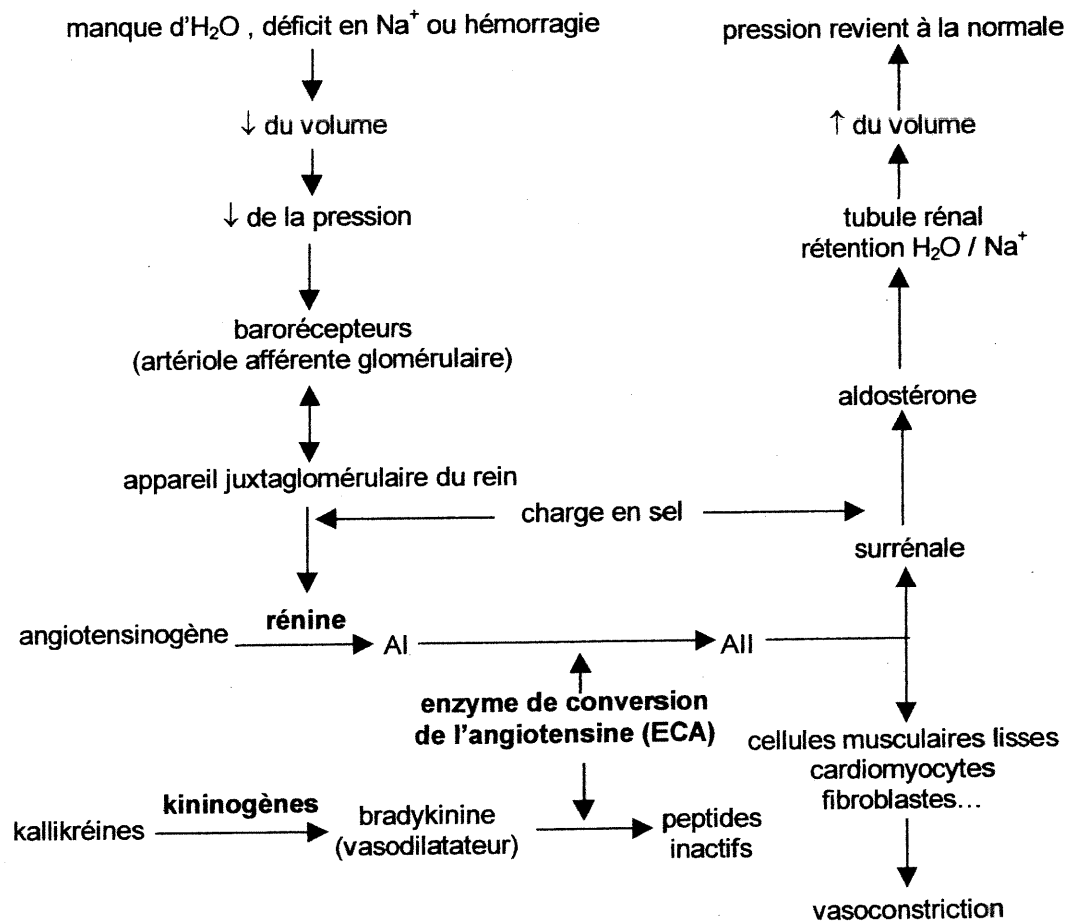 manque d'H₂O , déficit en Na⁺ ou hémorragie
pression revient à la normale
↓ du volume
↑ du volume
↓ de la pression
tubule rénal
rétention H₂O / Na⁺
barorécepteurs
(artériole afférente glomérulaire)
aldostérone
appareil juxtaglomérulaire du rein
charge en sel
surrénale
rénine
angiotensinogène
AI
AII
enzyme de conversion
de l'angiotensine (ECA)
cellules musculaires lisses
cardiomyocytes
fibroblastes...
kininogènes
kallikréines
bradykinine
(vasodilatateur)
peptides
inactifs
vasoconstriction